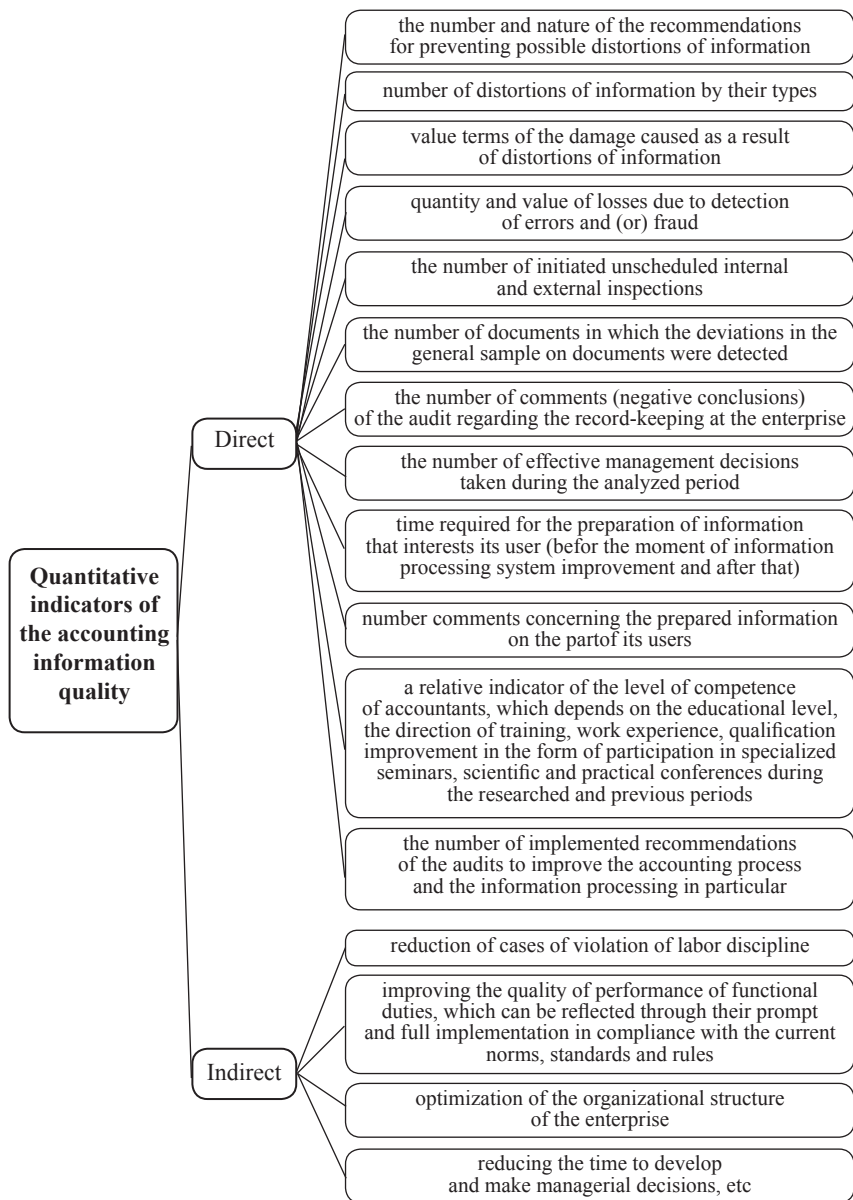 the number and nature of the recommendations
for preventing possible distortions of information
number of distortions of information by their types
value terms of the damage caused as a result
of distortions of information
quantity and value of losses due to detection
of errors and (or) fraud
the number of initiated unscheduled internal
and external inspections
the number of documents in which the deviations in the
general sample on documents were detected
the number of comments (negative conclusions)
of the audit regarding the record-keeping at the enterprise
Direct
the number of effective management decisions
taken during the analyzed period
time required for the preparation of information
that interests its user (befor the moment of information
processing system improvement and after that)
Quantitative
indicators of
the accounting
information
quality
number comments concerning the prepared information
on the partof its users
a relative indicator of the level of competence
of accountants, which depends on the educational level,
the direction of training, work experience, qualification
improvement in the form of participation in specialized
seminars, scientific and practical conferences during
the researched and previous periods
the number of implemented recommendations
of the audits to improve the accounting process
and the information processing in particular
reduction of cases of violation of labor discipline
improving the quality of performance of functional
duties, which can be reflected through their prompt
and full implementation in compliance with the current
norms, standards and rules
Indirect
optimization of the organizational structure
of the enterprise
reducing the time to develop
and make managerial decisions, etc